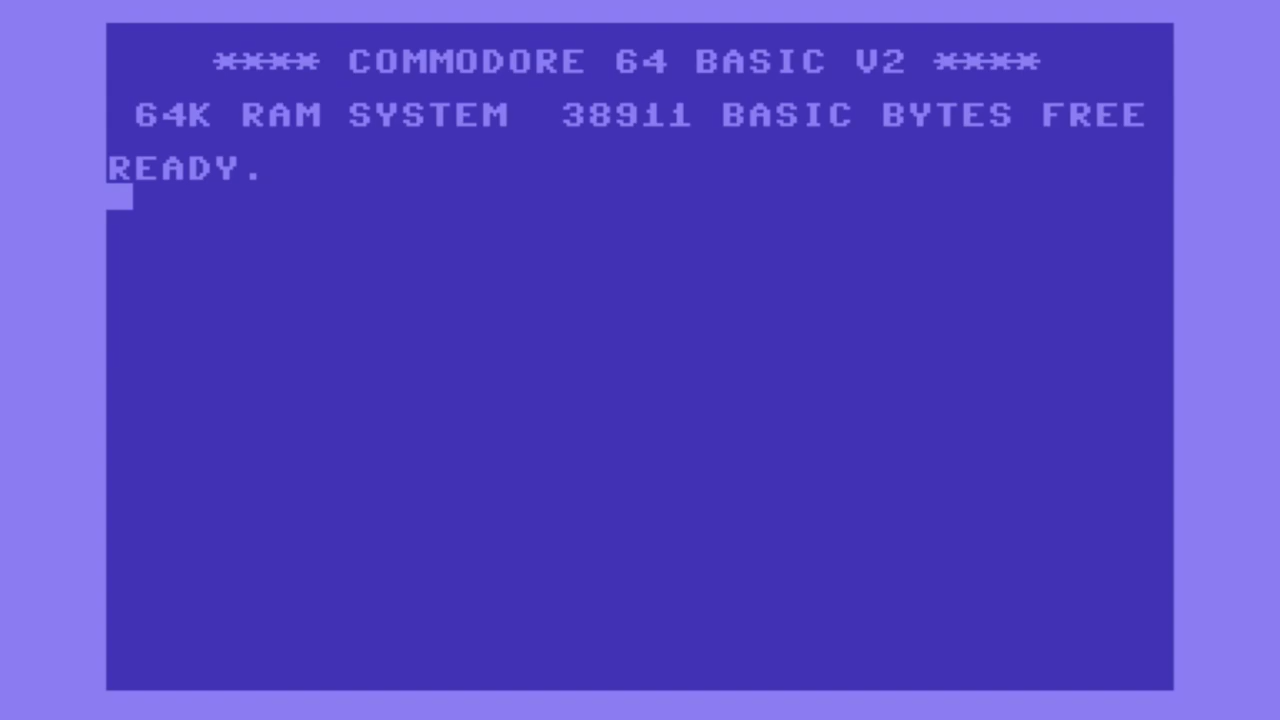 **** COMMODORE 64 BASIC V2 ****
64K RAM SYSTEM  38911 BASIC BYTES FREE
READY.